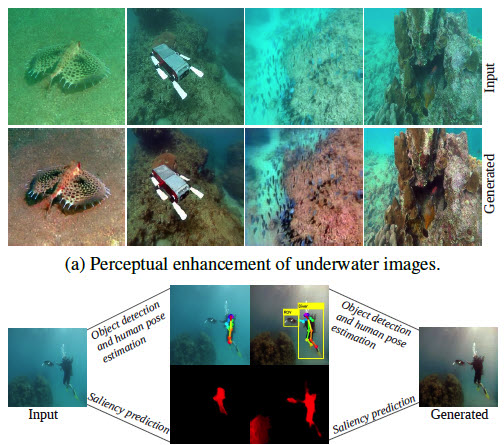 Input
Generated
(a) Perceptual enhancement of underwater images.
Object detection
and human pose
estimation
Saliency prediction
Input
ROV
Diver
Object detection
and human pose
estimation
Saliency prediction
Generated